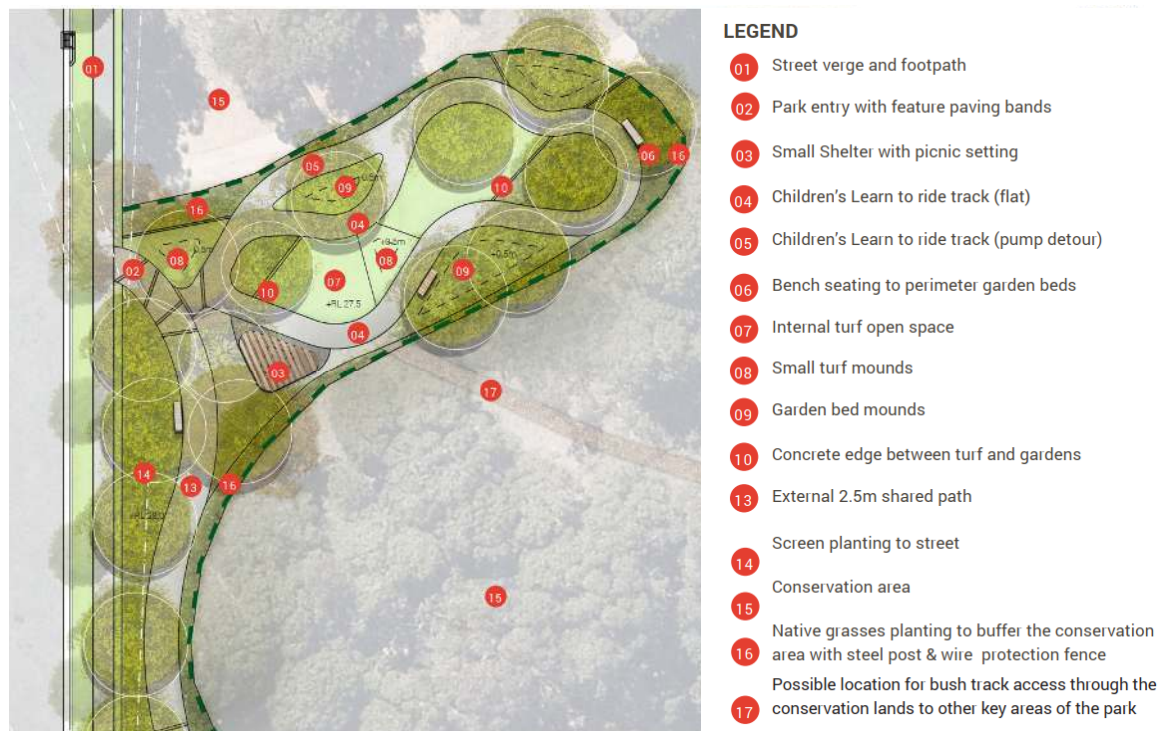 LEGEND
01 Street verge and footpath
02 Park entry with feature paving bands
03 Small Shelter with picnic setting
04 Children's Learn to ride track (flat)
05 Children's Learn to ride track (pump detour)
06 Bench seating to perimeter garden beds
07 Internal turf open space
08 Small turf mounds
09 Garden bed mounds
10 Concrete edge between turf and gardens
13 External 2.5m shared path
14 Screen planting to street
15 Conservation area
16 Native grasses planting to buffer the conservation
area with steel post & wire protection fence
17 Possible location for bush track access through the
conservation lands to other key areas of the park
01
15
05
06
16
09
10
16
04
02
08
08
09
07
10
+RL 27.5
04
03
17
14
13
16
15
+0.5m